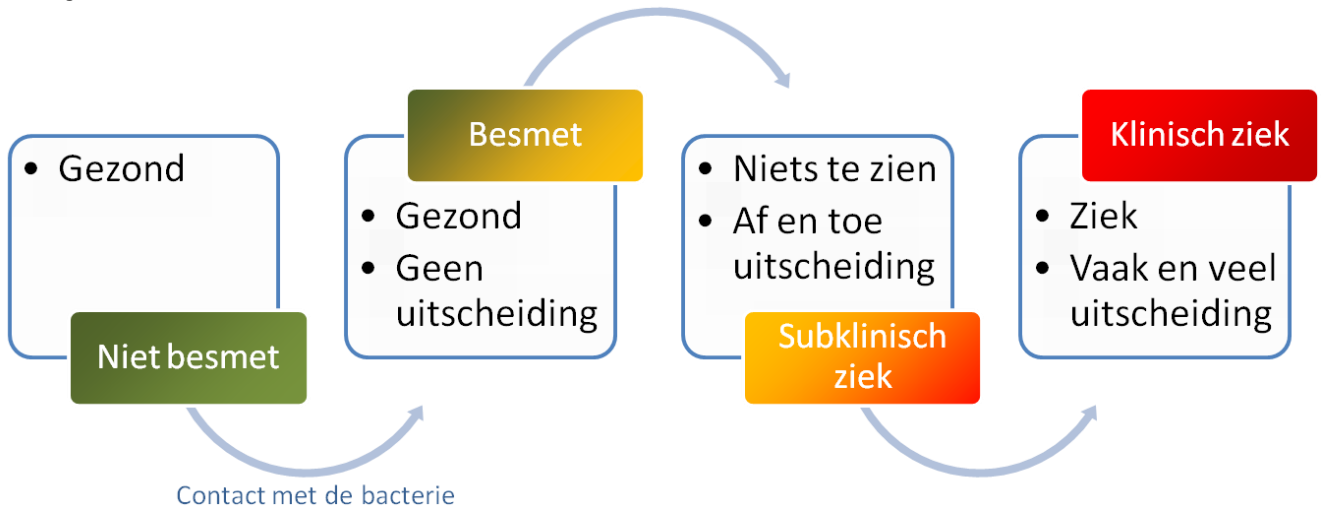 • Gezond
Niet besmet
Contact met de bacterie
Besmet
• Gezond
• Geen
uitscheiding
• Niets te zien
• Af en toe
uitscheiding
Subklinisch
ziek
Klinisch ziek
• Ziek
• Vaak en veel
uitscheiding